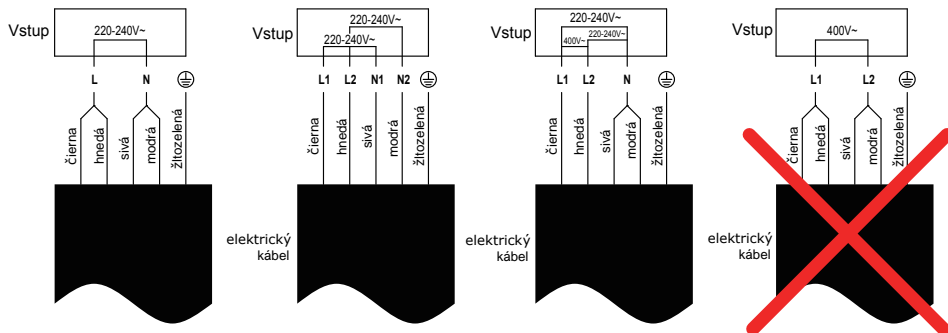 Vstup
220-240V~
L
N
čierna
hnedá
sivá
modrá
žltozelená
Vstup
220-240V~
220-240V~
L1
L2
N1
N2
čierna
hnedá
sivá
modrá
žltozelená
elektrický
kábel
Vstup
220-240V~
400V~
220-240V~
L1
L2
N
čierna
hnedá
sivá
modrá
žltozelená
elektrický
kábel
Vstup
400V~
L1
L2
čierna
hnedá
sivá
modrá
žltozelená
elektrický
kábel